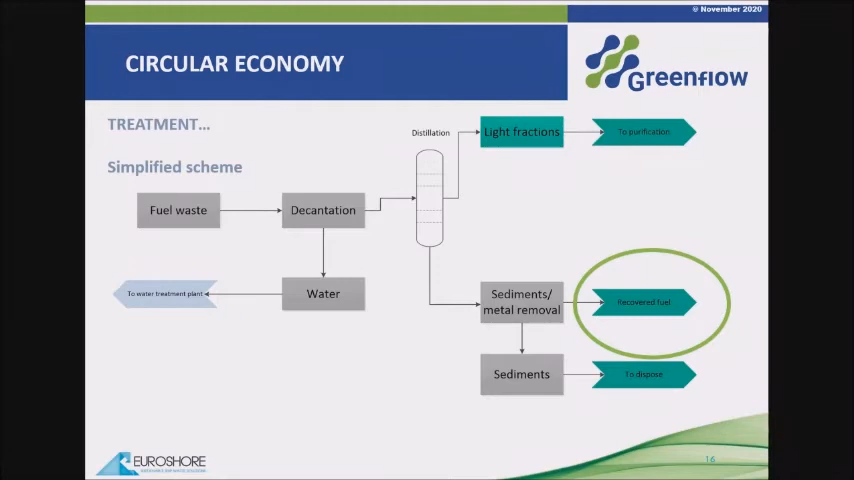 © November 2020
CIRCULAR ECONOMY
Greenflow
TREATMENT...
Simplified scheme
Distillation
Light fractions
To purification
Fuel waste
Decantation
To water treatment plant
Water
Sediments/
metal removal
Recovered fuel
Sediments
To dispose
EUROSHORE
16